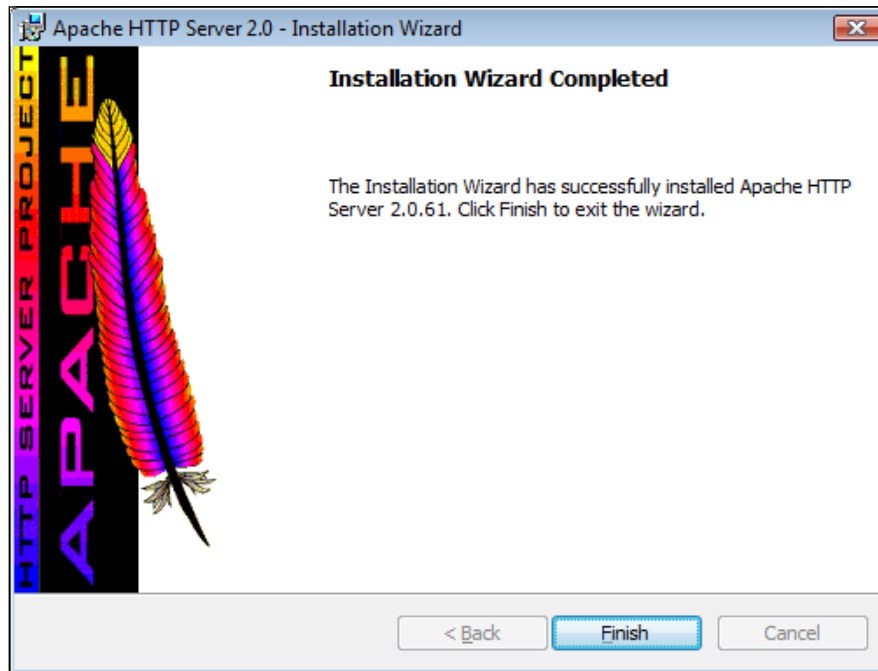 Apache HTTP Server 2.0 - Installation Wizard
HTTP SERVER PROJECT
APACHE
Installation Wizard Completed
The Installation Wizard has successfully installed Apache HTTP
Server 2.0.61. Click Finish to exit the wizard.
< Back
Finish
Cancel